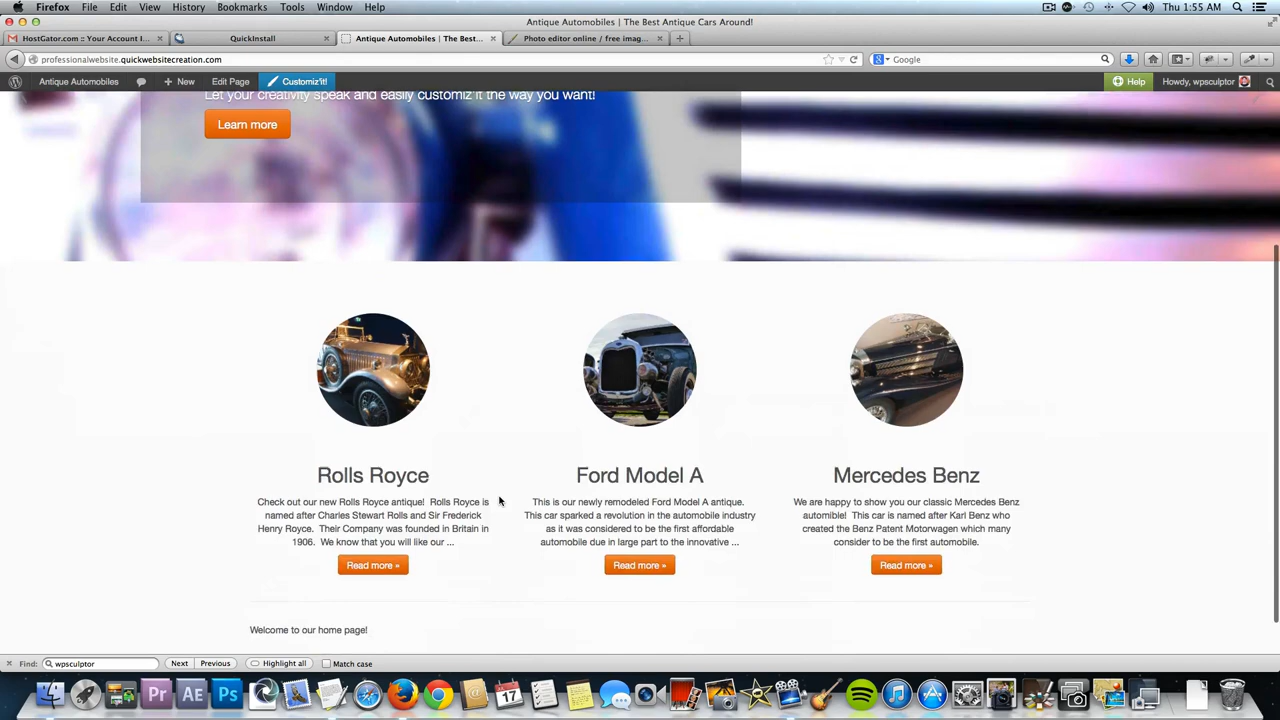 Firefox File Edit View History Bookmarks Tools Window Help Thu 1:55 AM
Antique Automobiles | The Best Antique Cars Around!
HostGator.com :: Your Account I... QuickInstall Antique Automobiles | The Best... Photo editor online / free imag...
professionalwebsite.quickwebsitecreation.com Google
Antique Automobiles New Edit Page Customiz'it! Help Howdy, wpsculptor
Let your creativity speak and easily customiz it the way you want!
Learn more
Rolls Royce
Check out our new Rolls Royce antique! Rolls Royce is
named after Charles Stewart Rolls and Sir Frederick
Henry Royce. Their Company was founded in Britain in
1906. We know that you will like our ...
Read more »
Ford Model A
This is our newly remodeled Ford Model A antique.
This car sparked a revolution in the automobile industry
as it was considered to be the first affordable
automobile due in large part to the innovative ...
Read more »
Mercedes Benz
We are happy to show you our classic Mercedes Benz
automible! This car is named after Karl Benz who
created the Benz Patent Motorwagen which many
consider to be the first automobile.
Read more »
Welcome to our home page!
Find: wpsculptor Next Previous Highlight all Match case
Pr Ae Ps 17